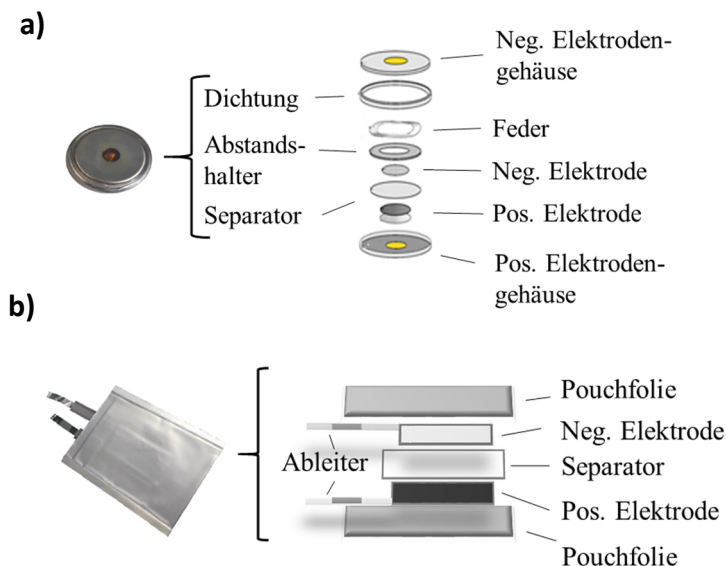 a)
Neg. Elektroden-
gehäuse
Dichtung
Feder
Abstands-
halter
Neg. Elektrode
Separator
Pos. Elektrode
Pos. Elektroden-
gehäuse
b)
Pouchfolie
Neg. Elektrode
Ableiter
Separator
Pos. Elektrode
Pouchfolie